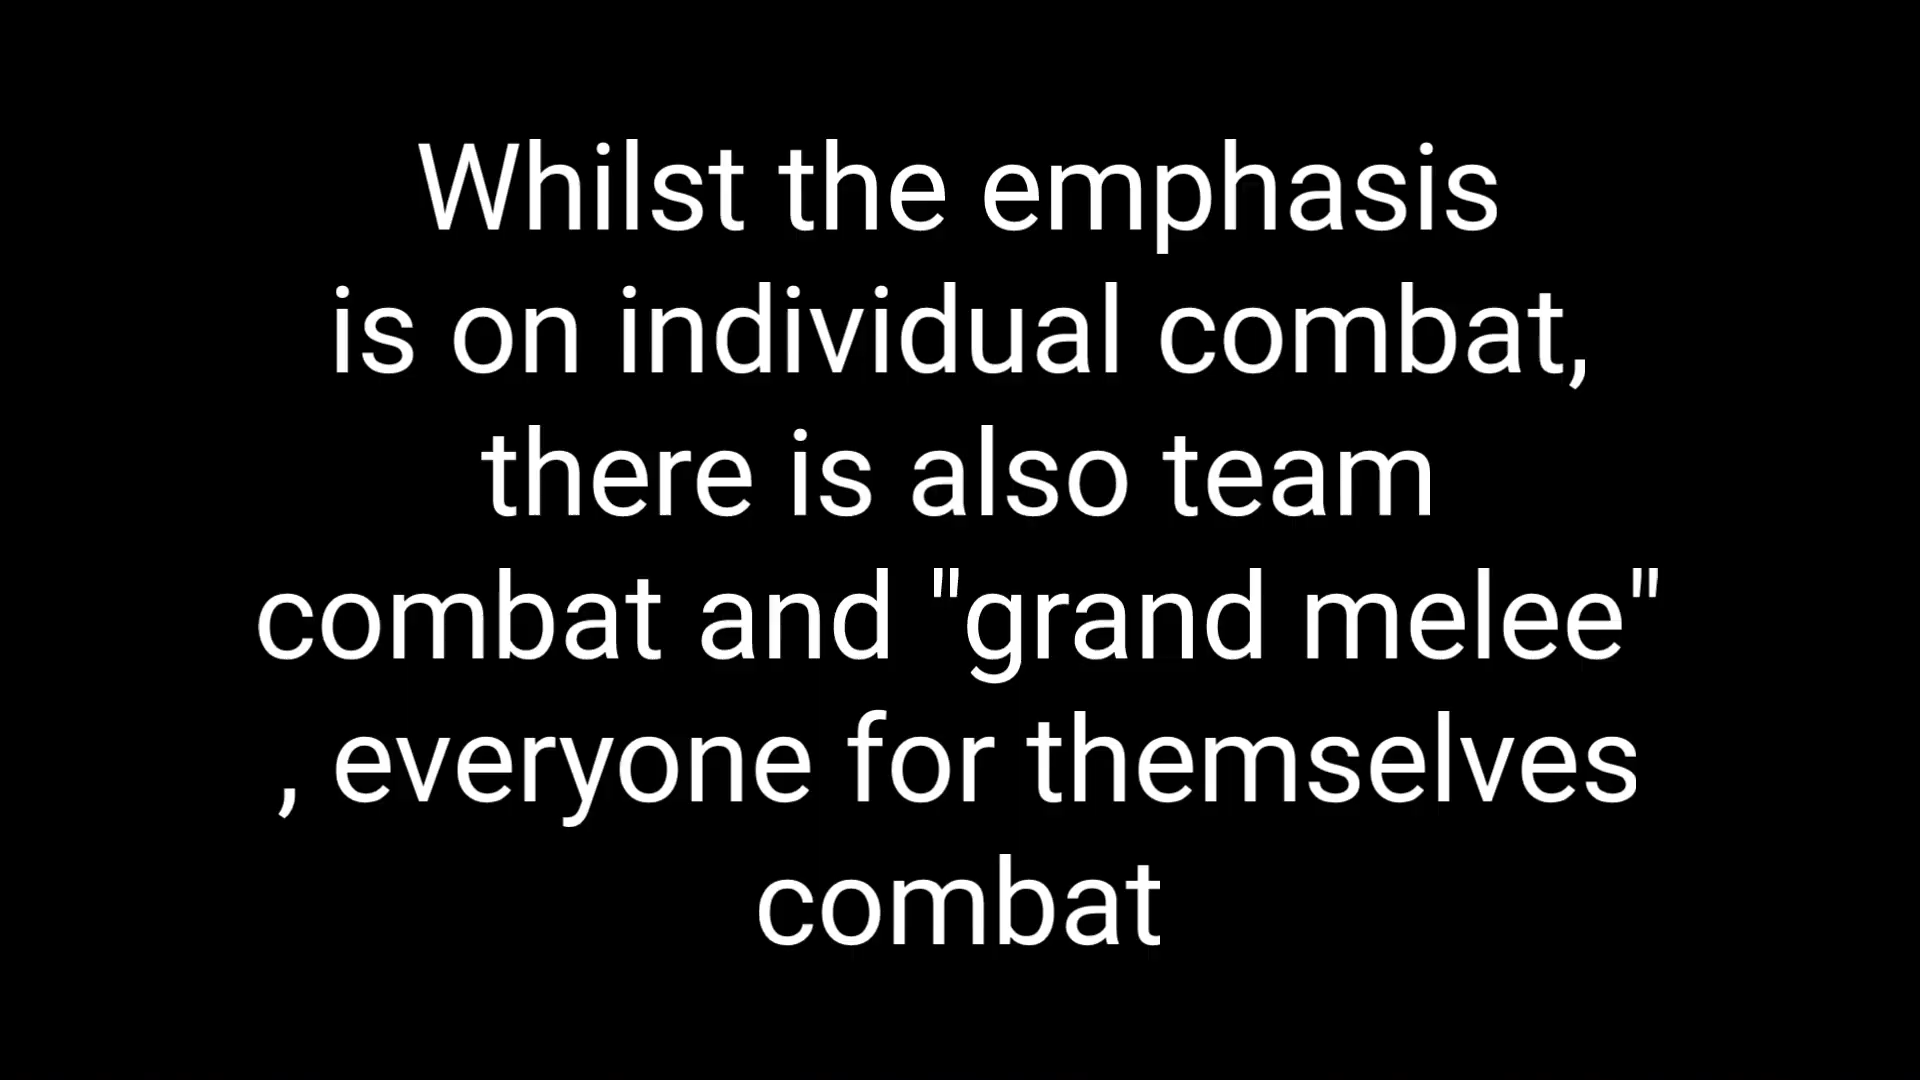 Whilst the emphasis
is on individual combat,
there is also team
combat and "grand melee"
, everyone for themselves
combat